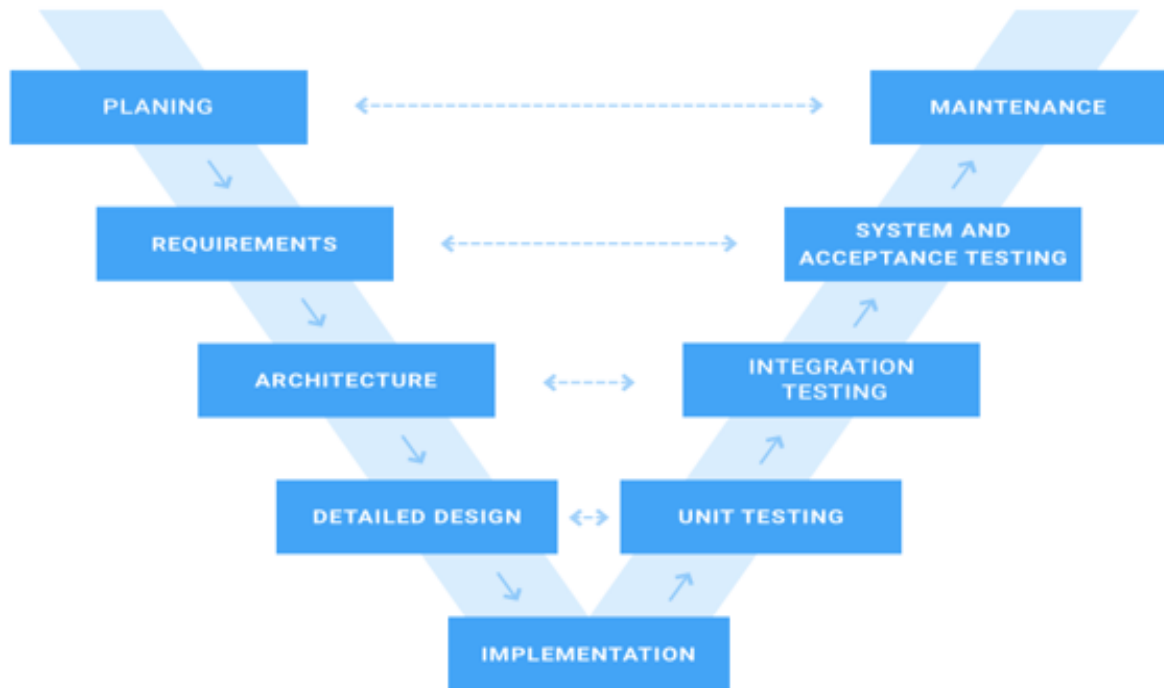 PLANING
MAINTENANCE
REQUIREMENTS
SYSTEM AND
ACCEPTANCE TESTING
ARCHITECTURE
INTEGRATION
TESTING
DETAILED DESIGN
UNIT TESTING
IMPLEMENTATION